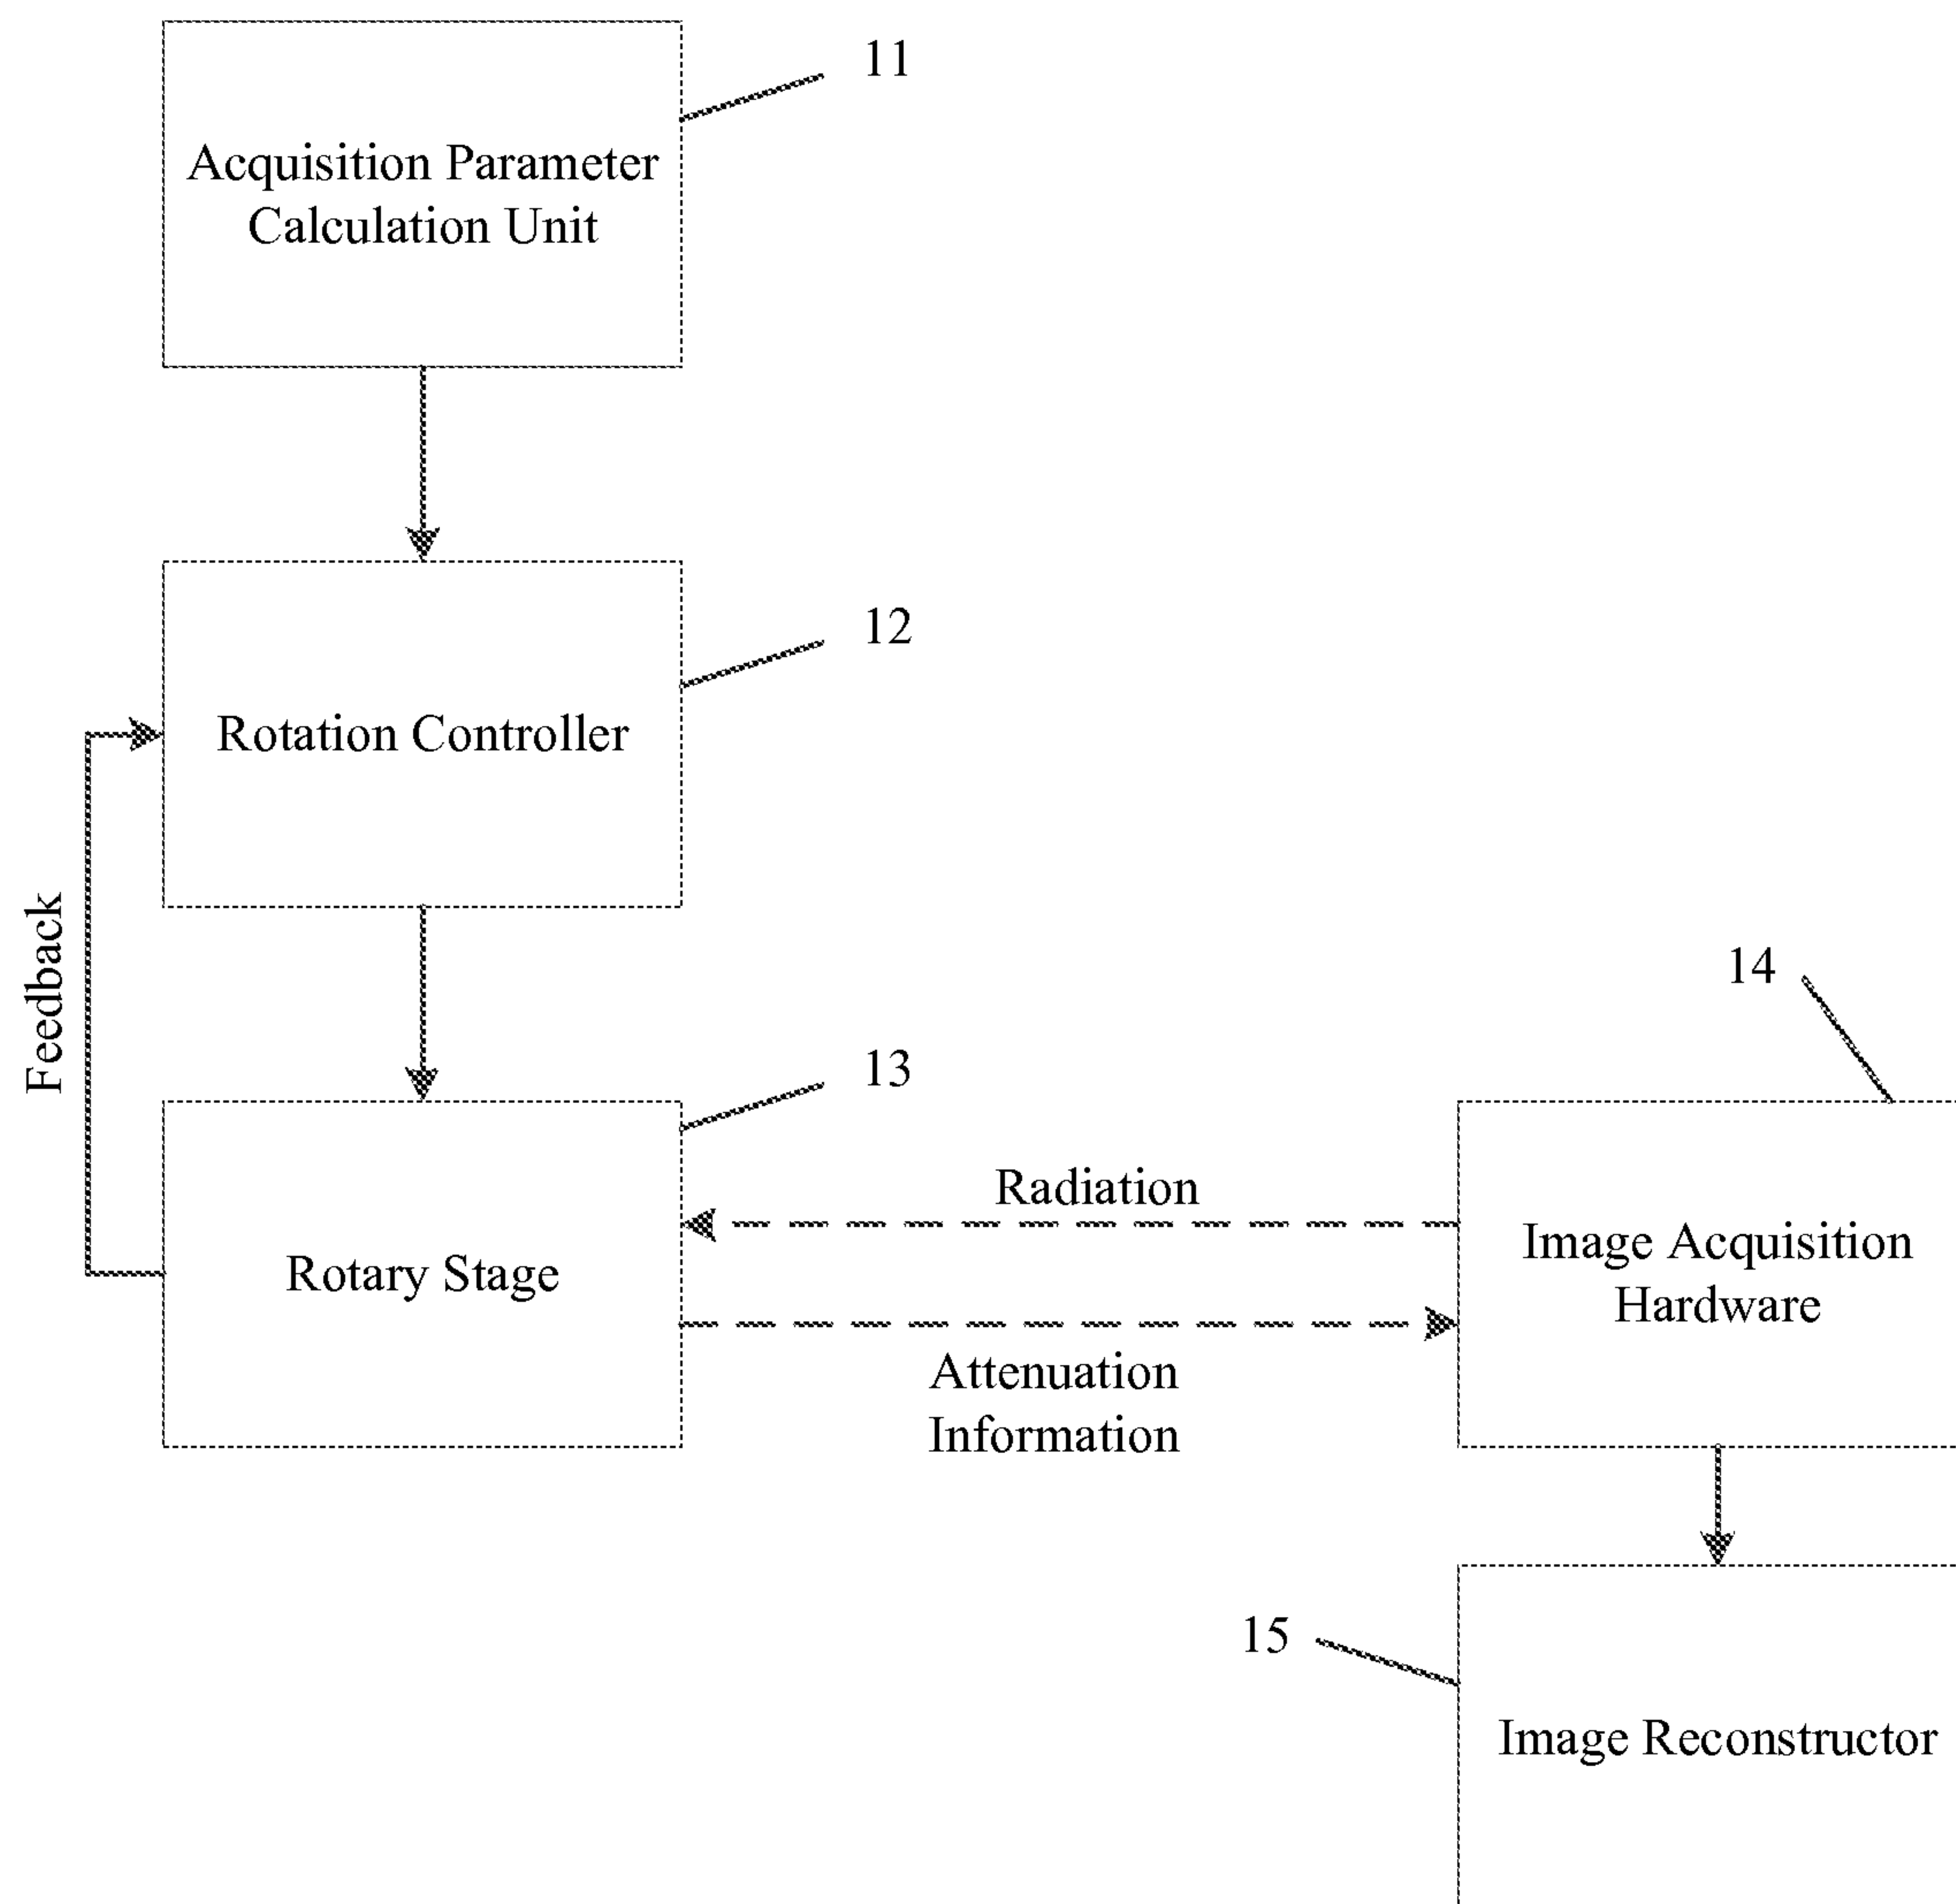 11
Acquisition Parameter
Calculation Unit
12
Rotation Controller
Feedback
13
14
Radiation
Rotary Stage
Image Acquisition
Hardware
Attenuation
Information
15
Image Reconstructor